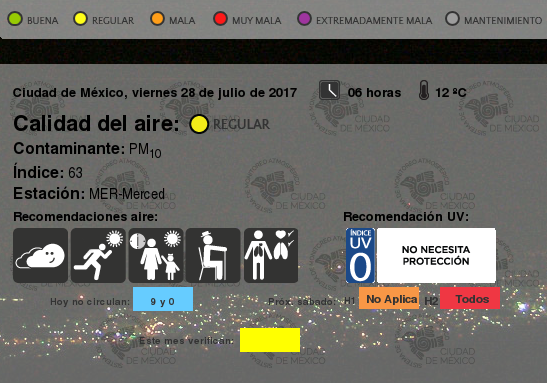 BUENA REGULAR MALA MUY MALA EXTREMADAMENTE MALA MANTENIMIENTO
Ciudad de México, viernes 28 de julio de 2017 06 horas 12 ºC
Calidad del aire: REGULAR
Contaminante: PM10
Índice: 63
Estación: MER-Merced
Recomendaciones aire: Recomendación UV:
ÍNDICE
UV
0
NO NECESITA
PROTECCIÓN
Hoy no circulan: 9 y 0 Próx. sábado: H1 No Aplica H2 Todos
Este mes verifican:
CIUDAD
DE MÉXICO